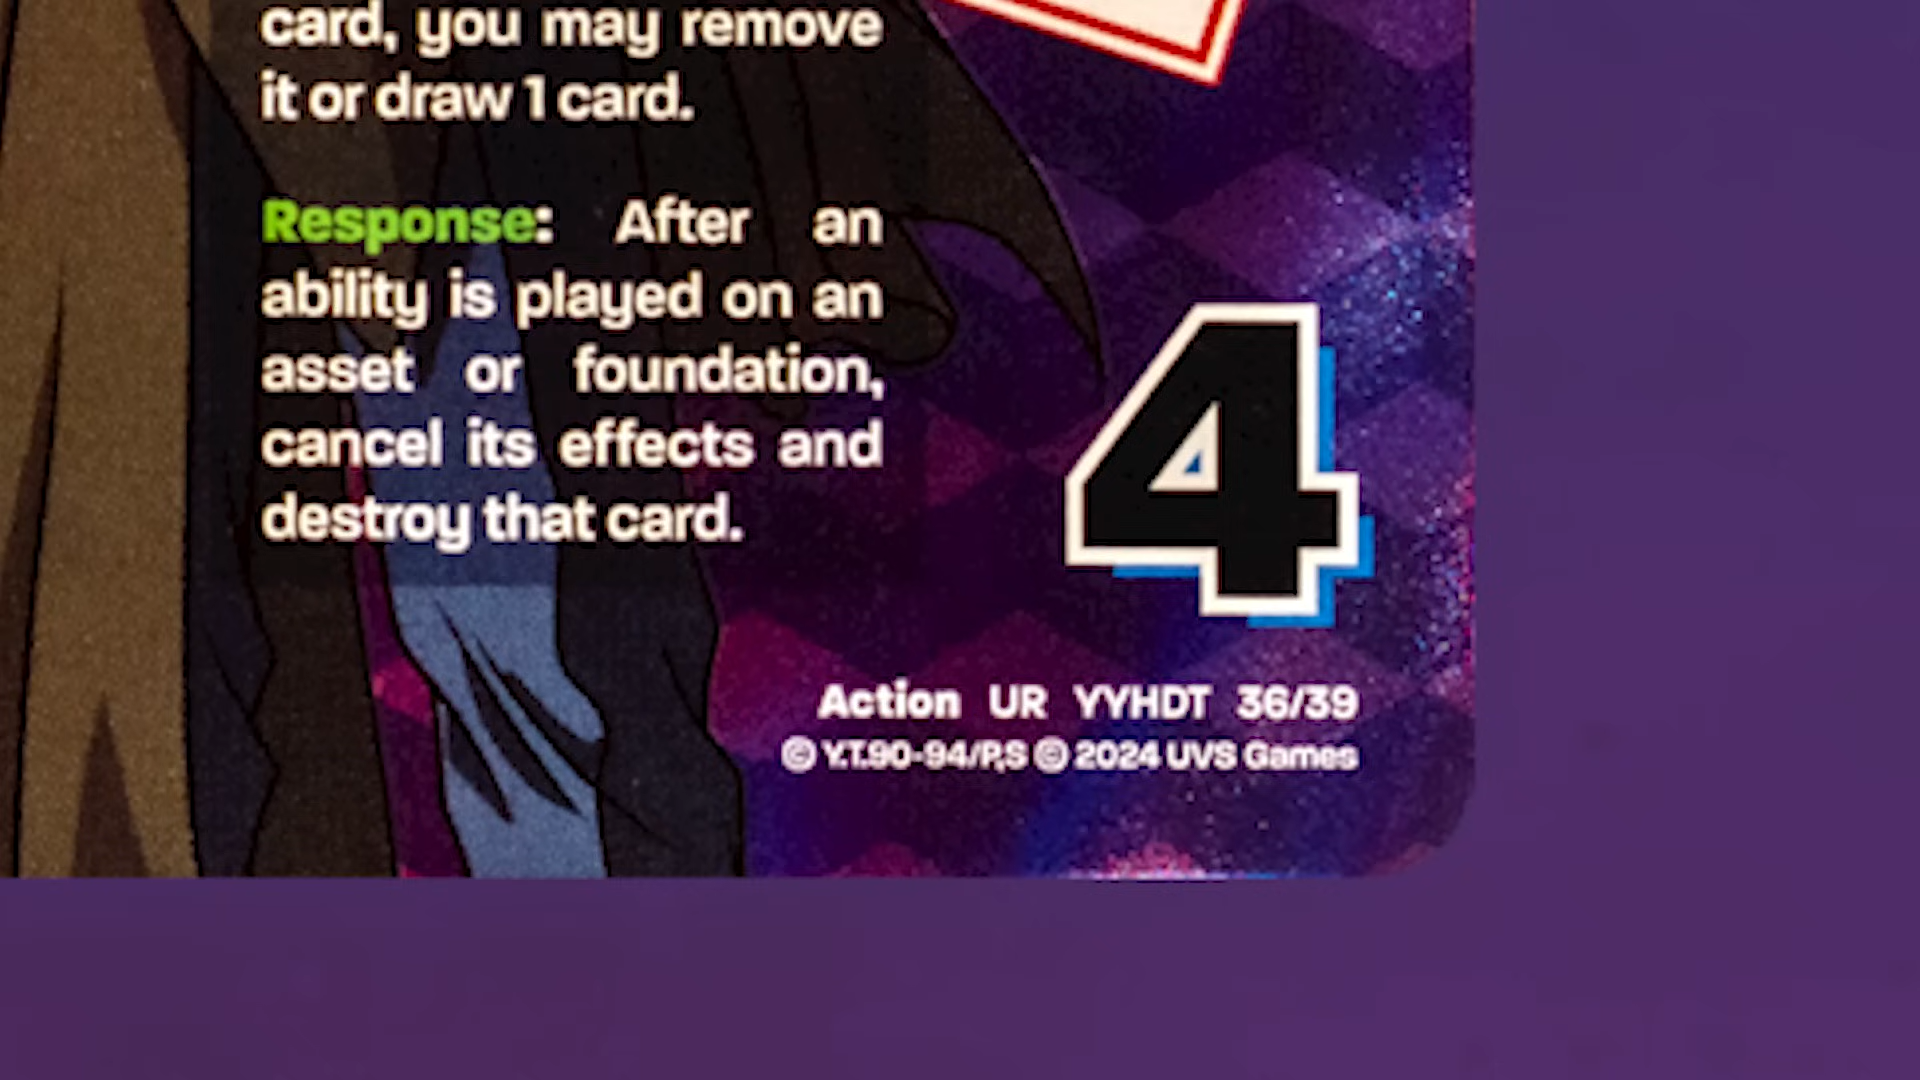 card, you may remove
it or draw 1 card.
Response: After an
ability is played on an
asset or foundation,
cancel its effects and
destroy that card.
4
Action UR YYHDT 36/39
© Y.T.90-94/P,S © 2024 UVS Games